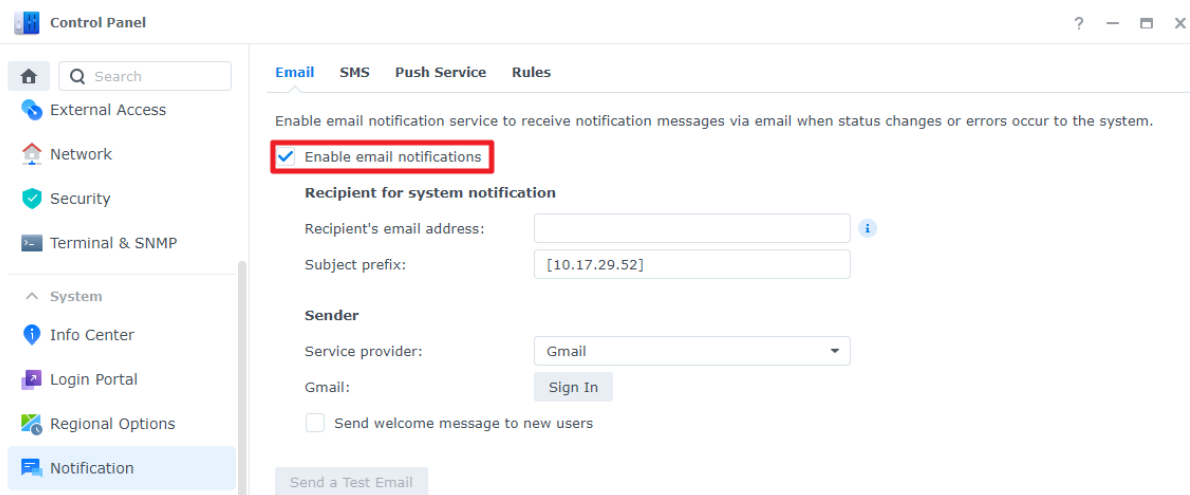 Control Panel
?
Search
External Access
Network
Security
Terminal & SNMP
System
Info Center
Login Portal
Regional Options
Notification
Email SMS Push Service Rules
Enable email notification service to receive notification messages via email when status changes or errors occur to the system.
Enable email notifications
Recipient for system notification
Recipient's email address:
i
Subject prefix: [10.17.29.52]
Sender
Service provider: Gmail
Gmail: Sign In
Send welcome message to new users
Send a Test Email